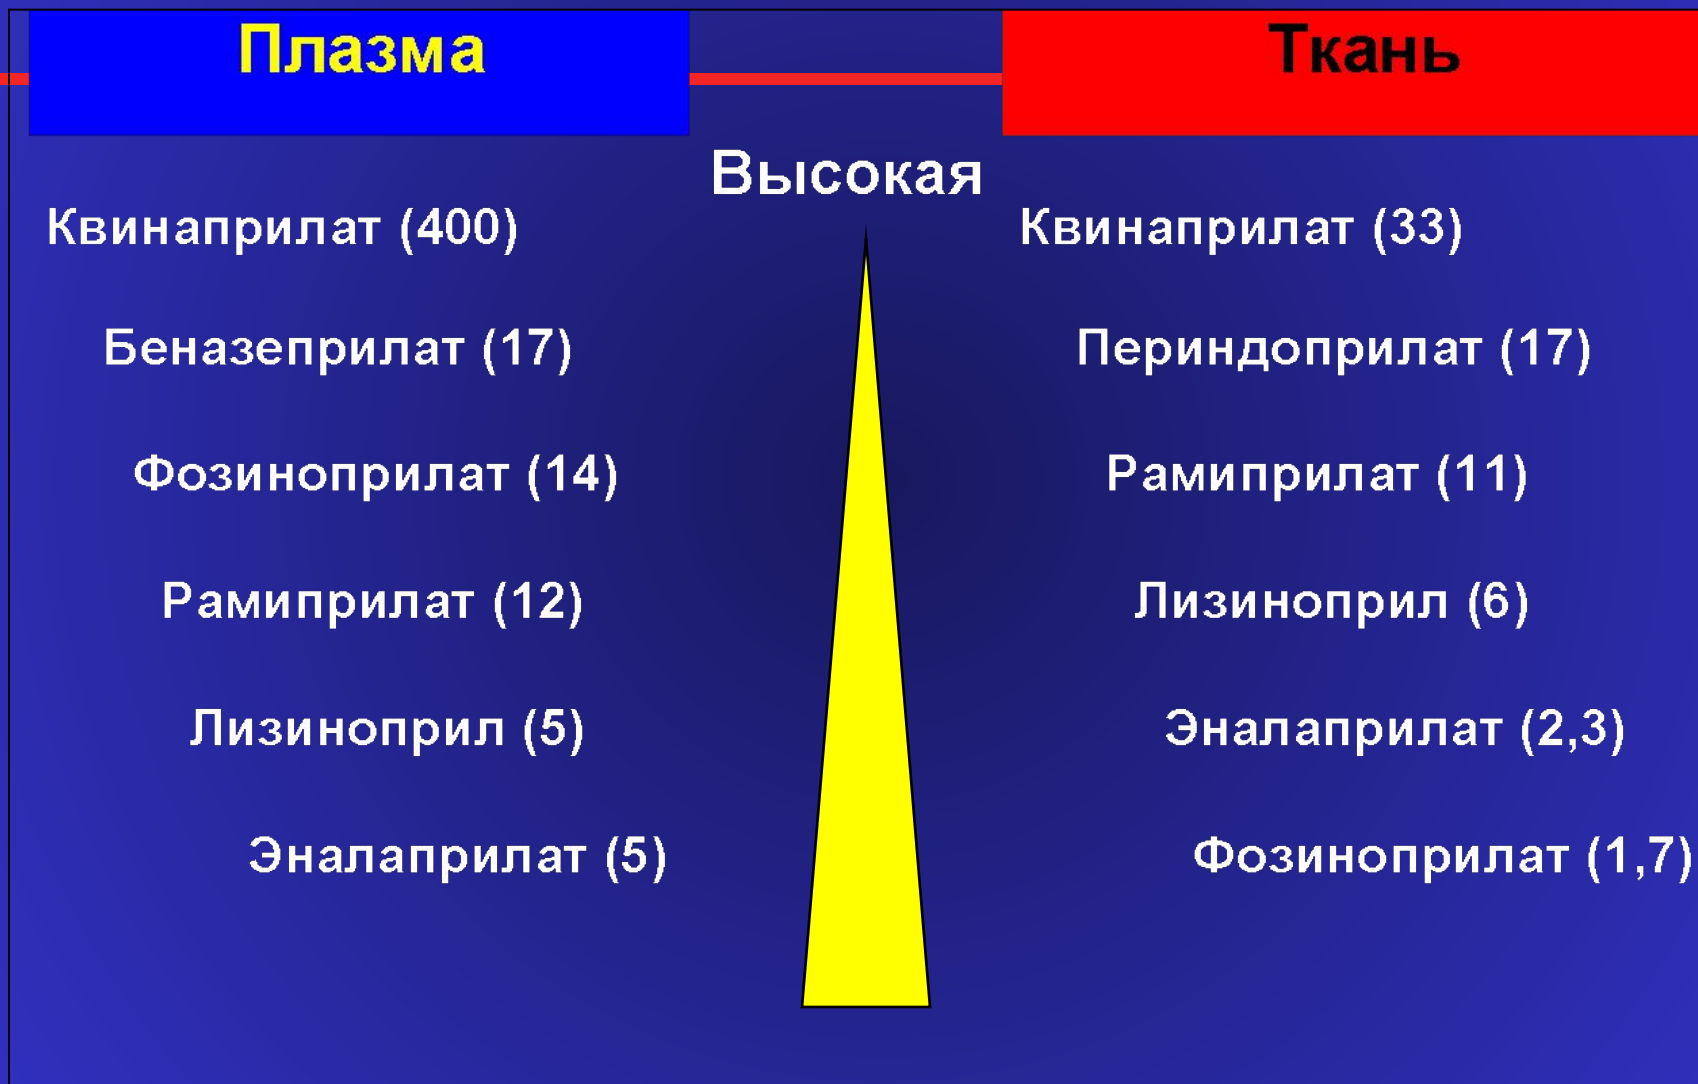 Плазма
Ткань
Высокая
Квинаприлат (400)
Квинаприлат (33)
Беназеприлат (17)
Периндоприлат (17)
Фозиноприлат (14)
Рамиприлат (11)
Рамиприлат (12)
Лизиноприл (6)
Лизиноприл (5)
Эналаприлат (2,3)
Эналаприлат (5)
Фозиноприлат (1,7)